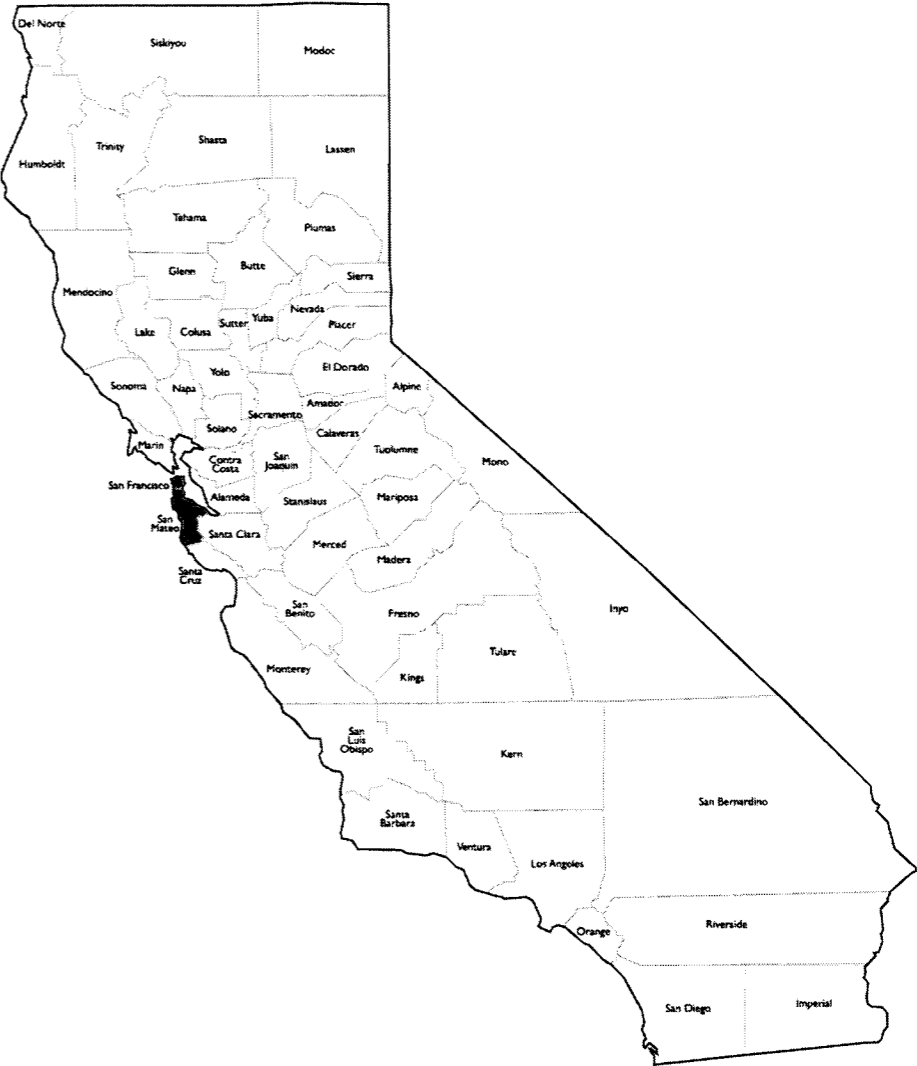 Del Norte
Siskiyou
Modoc
Humboldt
Trinity
Shasta
Lassen
Tehama
Plumas
Mendocino
Glenn
Butte
Sierra
Lake
Colusa
Sutter
Yuba
Nevada
Placer
Sonoma
Napa
Yolo
El Dorado
Alpine
Sacramento
Amador
Marin
Solano
Calaveras
Contra
Costa
San
Joaquin
Tuolumne
Mono
San Francisco
Alameda
Stanislaus
Mariposa
San
Mateo
Santa Clara
Merced
Madera
Santa
Cruz
San
Benito
Fresno
Inyo
Monterey
Kings
Tulare
San
Luis
Obispo
Kern
San Bernardino
Santa
Barbara
Ventura
Los Angeles
Orange
Riverside
San Diego
Imperial